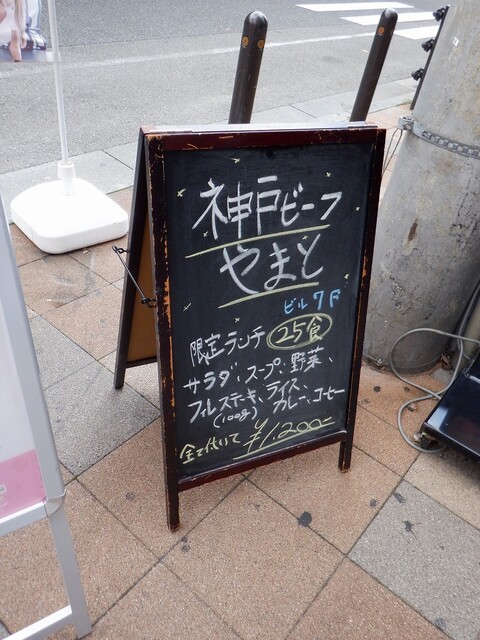 神戸ビーフ
やまと
ビル7F
限定ランチ 25食
サラダ、スープ、野菜、
フィレステーキ、ライス、
(100g) カレー、コーヒー
全て付いて ¥1,200-